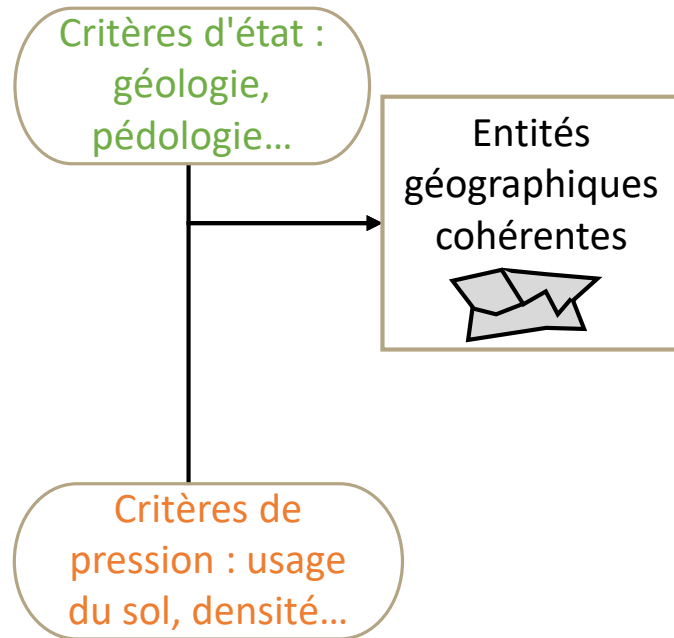 Critères d'état :
géologie,
pédologie…
Entités
géographiques
cohérentes
Critères de
pression : usage
du sol, densité…